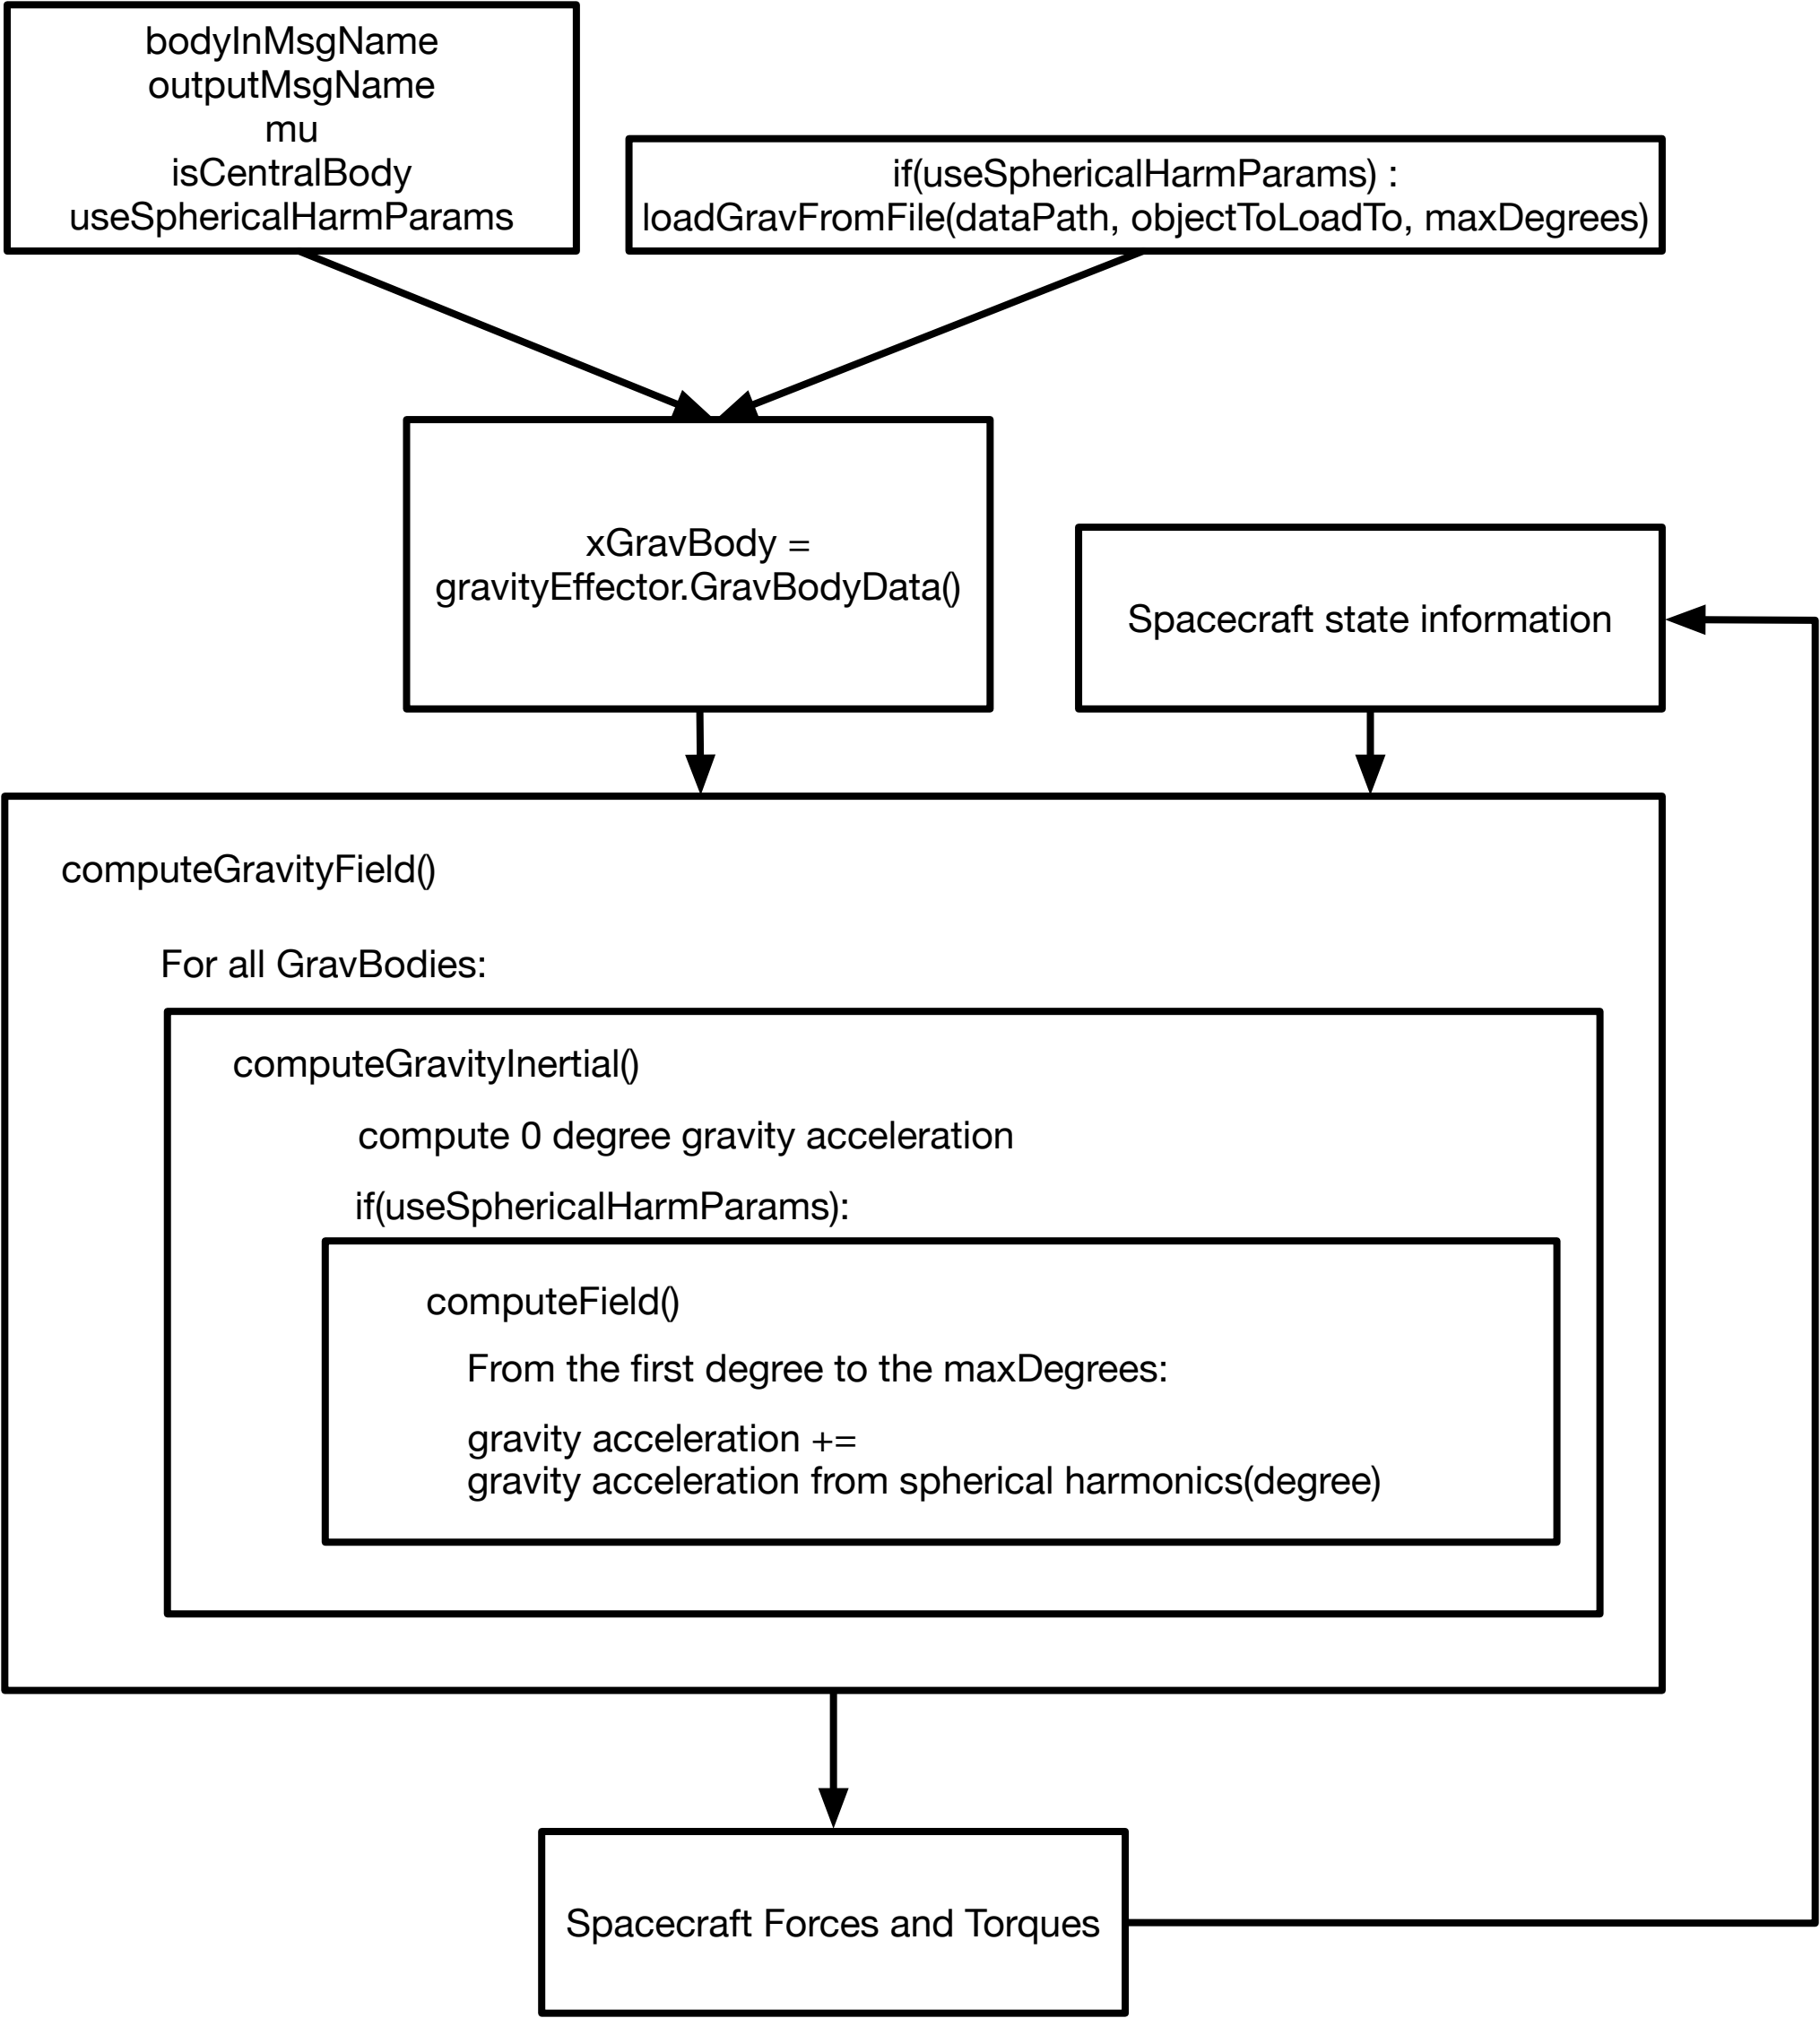 bodyInMsgName
outputMsgName
mu
isCentralBody
useSphericalHarmParams
if(useSphericalHarmParams) :
loadGravFromFile(dataPath, objectToLoadTo, maxDegrees)
xGravBody =
gravityEffector.GravBodyData()
Spacecraft state information
computeGravityField()
For all GravBodies:
computeGravityInertial()
compute 0 degree gravity acceleration
if(useSphericalHarmParams):
computeField()
From the first degree to the maxDegrees:
gravity acceleration +=
gravity acceleration from spherical harmonics(degree)
Spacecraft Forces and Torques